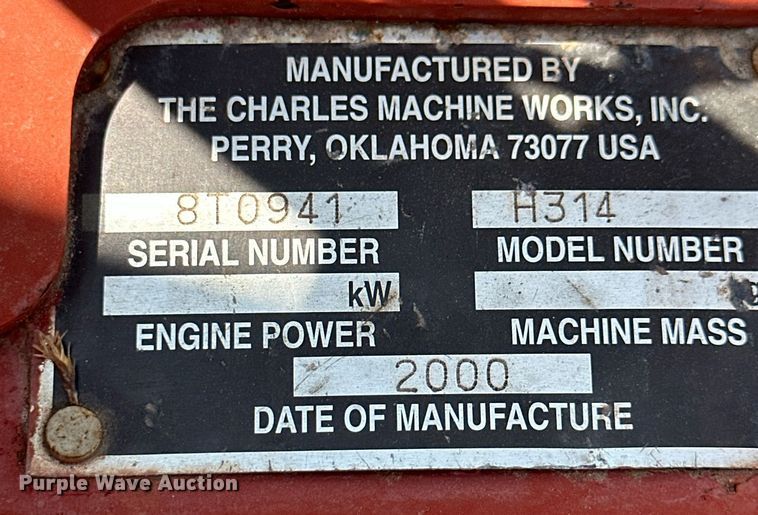 MANUFACTURED BY
THE CHARLES MACHINE WORKS, INC.
PERRY, OKLAHOMA 73077 USA
8T0941 H314
SERIAL NUMBER MODEL NUMBER
kW
ENGINE POWER MACHINE MASS
2000
DATE OF MANUFACTURE
Purple Wave Auction